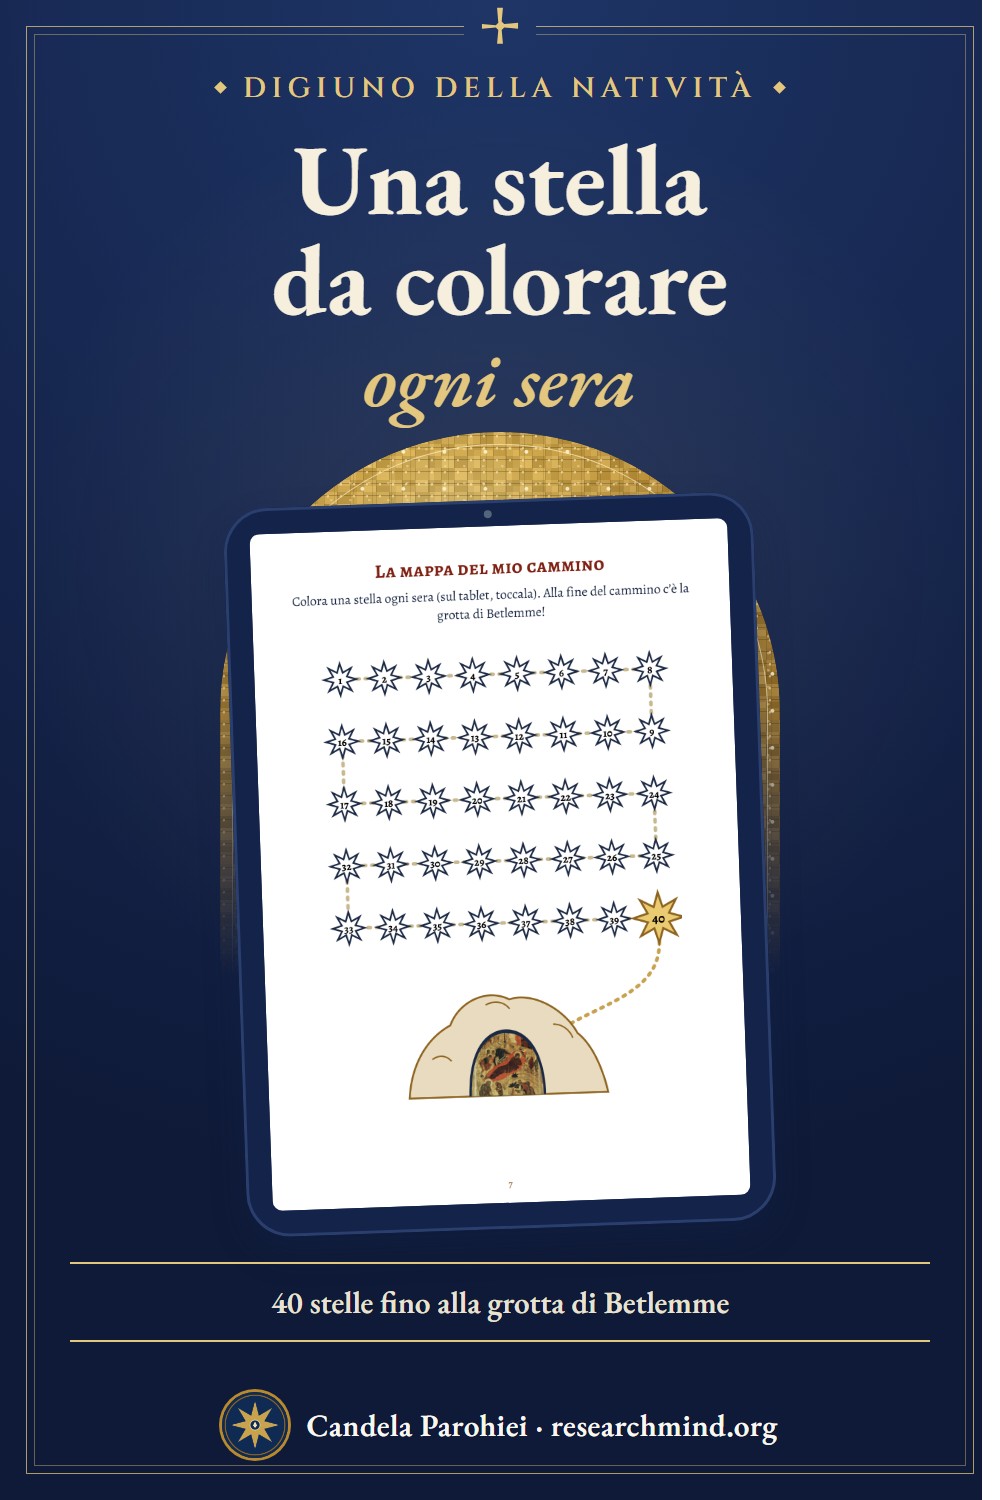 DIGIUNO DELLA NATIVITÀ
Una stella
da colorare
ogni sera
La mappa del mio cammino
Colora una stella ogni sera (sul tablet, toccala). Alla fine del cammino c'è la
grotta di Betlemme!
1 2 3 4 5 6 7 8
16 15 14 13 12 11 10 9
17 18 19 20 21 22 23 24
32 31 30 29 28 27 26 25
33 34 35 36 37 38 39 40
7
40 stelle fino alla grotta di Betlemme
Candela Parohiei · researchmind.org